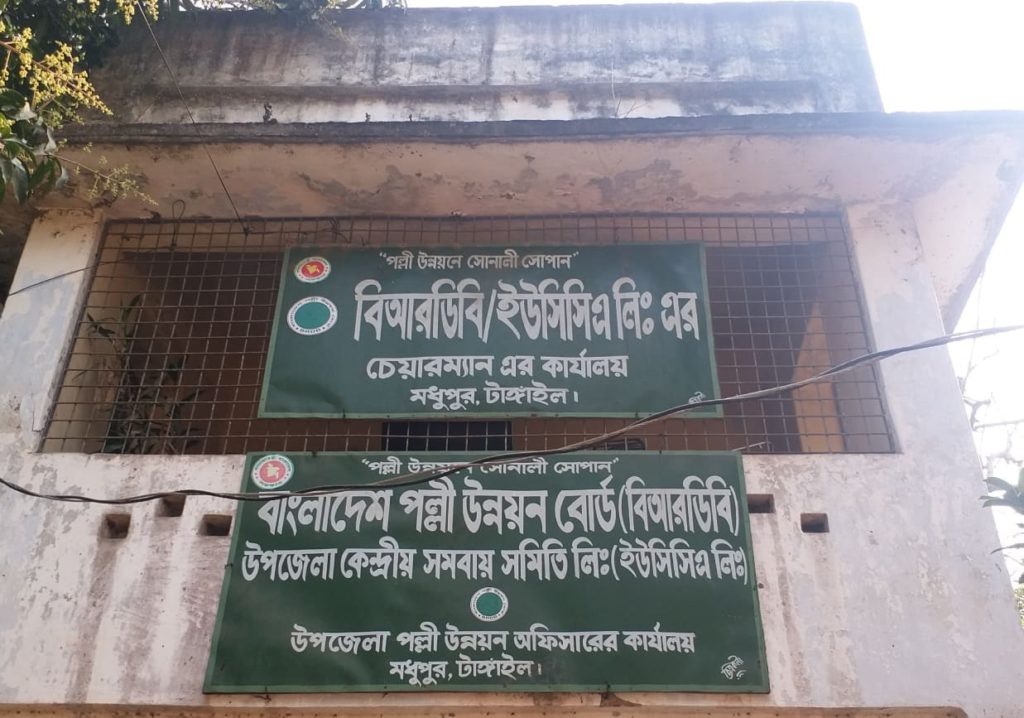 “পল্লী উন্নয়নে সোনালী সোপান”
বিআরডিবি/ইউসিসিএ লিঃ এর
চেয়ারম্যান এর কার্যালয়
মধুপুর, টাঙ্গাইল।
“পল্লী উন্নয়নে সোনালী সোপান”
বাংলাদেশ পল্লী উন্নয়ন বোর্ড (বিআরডিবি)
উপজেলা কেন্দ্রীয় সমবায় সমিতি লিঃ (ইউসিসিএ লিঃ)
উপজেলা পল্লী উন্নয়ন অফিসারের কার্যালয়
মধুপুর, টাঙ্গাইল।